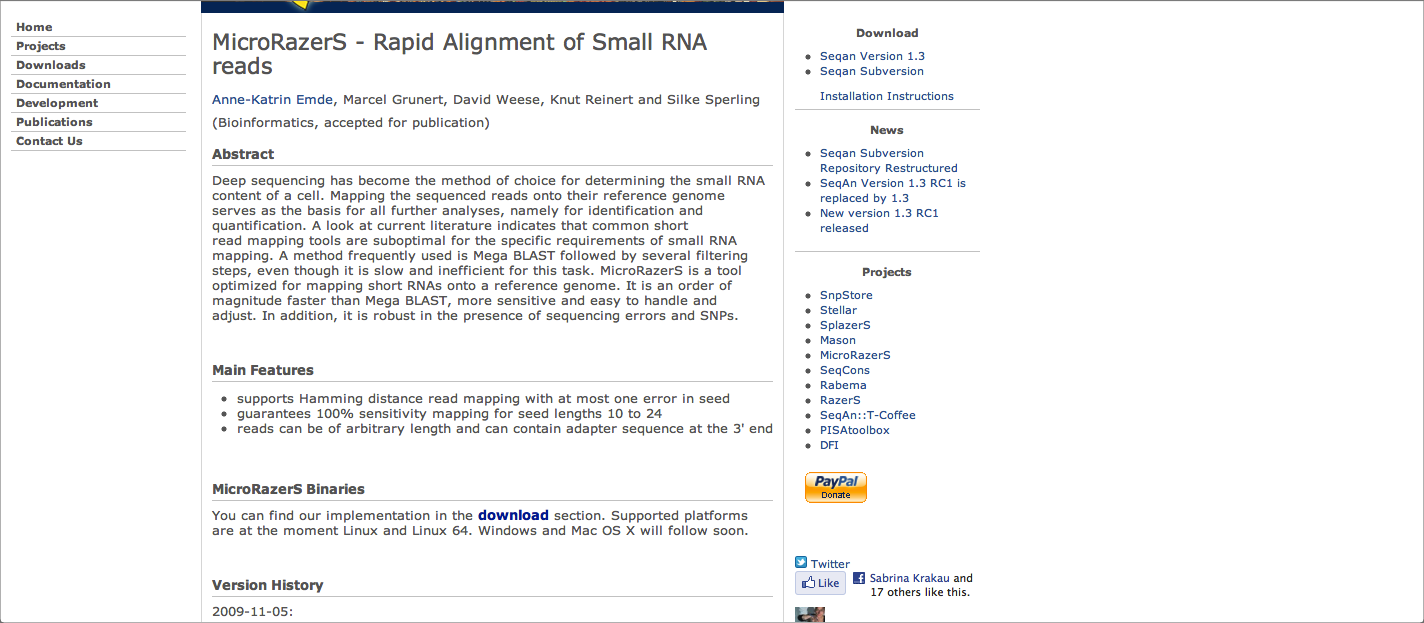 Home
Projects
Downloads
Documentation
Development
Publications
Contact Us
MicroRazerS - Rapid Alignment of Small RNA
reads
Anne-Katrin Emde, Marcel Grunert, David Weese, Knut Reinert and Silke Sperling
(Bioinformatics, accepted for publication)
Abstract
Deep sequencing has become the method of choice for determining the small RNA
content of a cell. Mapping the sequenced reads onto their reference genome
serves as the basis for all further analyses, namely for identification and
quantification. A look at current literature indicates that common short
read mapping tools are suboptimal for the specific requirements of small RNA
mapping. A method frequently used is Mega BLAST followed by several filtering
steps, even though it is slow and inefficient for this task. MicroRazerS is a tool
optimized for mapping short RNAs onto a reference genome. It is an order of
magnitude faster than Mega BLAST, more sensitive and easy to handle and
adjust. In addition, it is robust in the presence of sequencing errors and SNPs.
Main Features
supports Hamming distance read mapping with at most one error in seed
guarantees 100% sensitivity mapping for seed lengths 10 to 24
reads can be of arbitrary length and can contain adapter sequence at the 3' end
MicroRazerS Binaries
You can find our implementation in the download section. Supported platforms
are at the moment Linux and Linux 64. Windows and Mac OS X will follow soon.
Version History
2009-11-05:
Download
Seqan Version 1.3
Seqan Subversion
Installation Instructions
News
Seqan Subversion
Repository Restructured
SeqAn Version 1.3 RC1 is
replaced by 1.3
New version 1.3 RC1
released
Projects
SnpStore
Stellar
SplazerS
Mason
MicroRazerS
SeqCons
Rabema
RazerS
SeqAn::T-Coffee
PISAtoolbox
DFI
PayPal
Donate
Twitter
Like
Sabrina Krakau and
17 others like this.